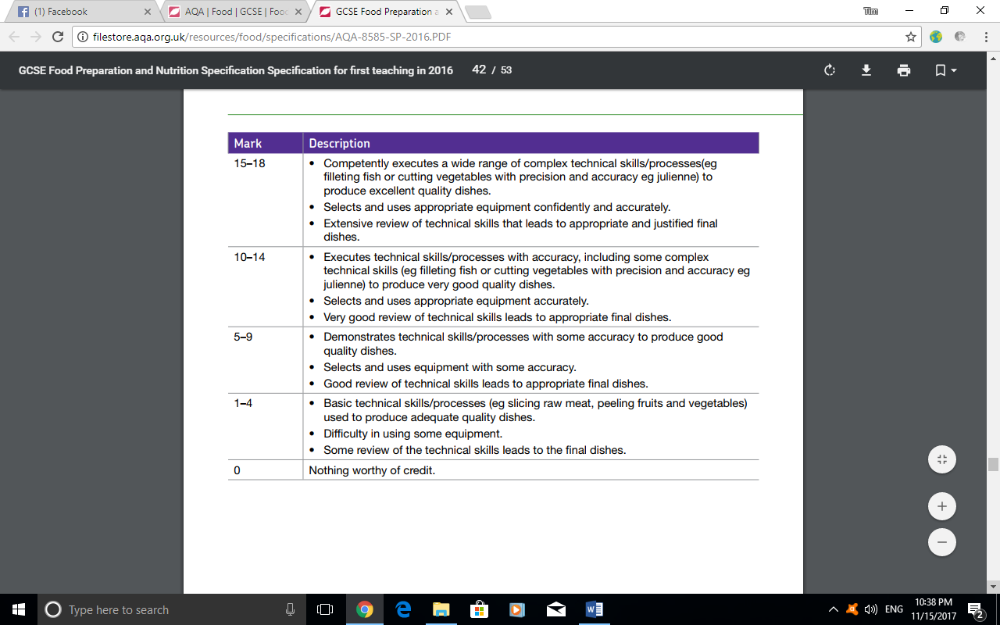 (1) Facebook
AQA | Food | GCSE | Food
GCSE Food Preparation a
Tim
filestore.aqa.org.uk/resources/food/specifications/AQA-8585-SP-2016.PDF
GCSE Food Preparation and Nutrition Specification Specification for first teaching in 2016 42 / 53
Mark Description
15–18 • Competently executes a wide range of complex technical skills/processes(eg
filleting fish or cutting vegetables with precision and accuracy eg julienne) to
produce excellent quality dishes.
• Selects and uses appropriate equipment confidently and accurately.
• Extensive review of technical skills that leads to appropriate and justified final
dishes.
10–14 • Executes technical skills/processes with accuracy, including some complex
technical skills (eg filleting fish or cutting vegetables with precision and accuracy eg
julienne) to produce very good quality dishes.
• Selects and uses appropriate equipment accurately.
• Very good review of technical skills leads to appropriate final dishes.
5–9 • Demonstrates technical skills/processes with some accuracy to produce good
quality dishes.
• Selects and uses equipment with some accuracy.
• Good review of technical skills leads to appropriate final dishes.
1–4 • Basic technical skills/processes (eg slicing raw meat, peeling fruits and vegetables)
used to produce adequate quality dishes.
• Difficulty in using some equipment.
• Some review of the technical skills leads to the final dishes.
0 Nothing worthy of credit.
Type here to search
ENG
10:38 PM
11/15/2017
2